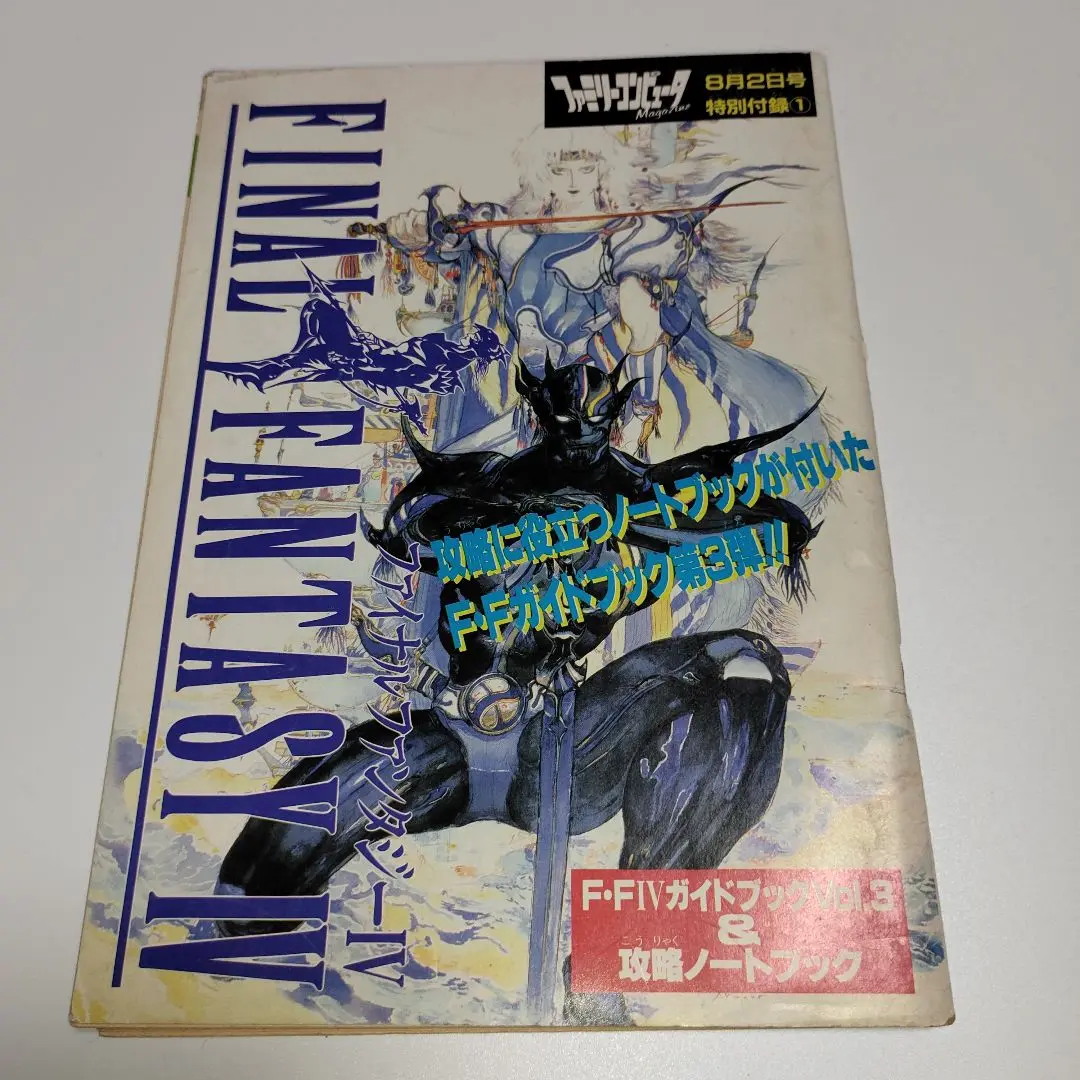 ファミリーコンピュータ
Magazine
8月2日号
特別付録①
FINAL FANTASY IV
ファイナルファンタジーIV
攻略に役立つノートブックが付いた
F・Fガイドブック第3弾!!
F・FIVガイドブックVol.3
&
こうりゃく
攻略ノートブック